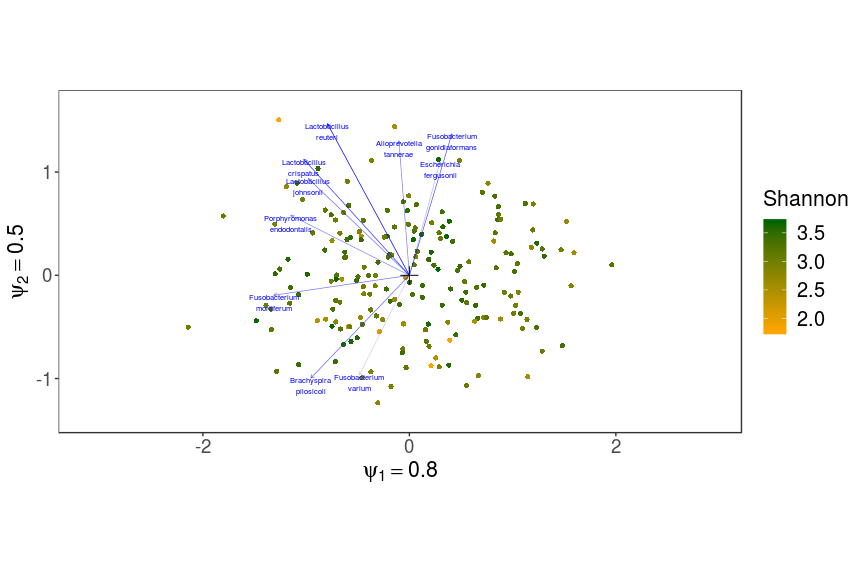 Lactobacillus
reuteri
Alloprevotella
tannerae
Fusobacterium
gonidiaformans
Escherichia
fergusonii
Lactobacillus
crispatus
Lactobacillus
johnsonii
Porphyromonas
endodontalis
Fusobacterium
mortiferum
Brachyspira
pilosicoli
Fusobacterium
varium
1
0
-1
-2
0
2
ψ2 = 0.5
ψ1 = 0.8
Shannon
3.5
3.0
2.5
2.0